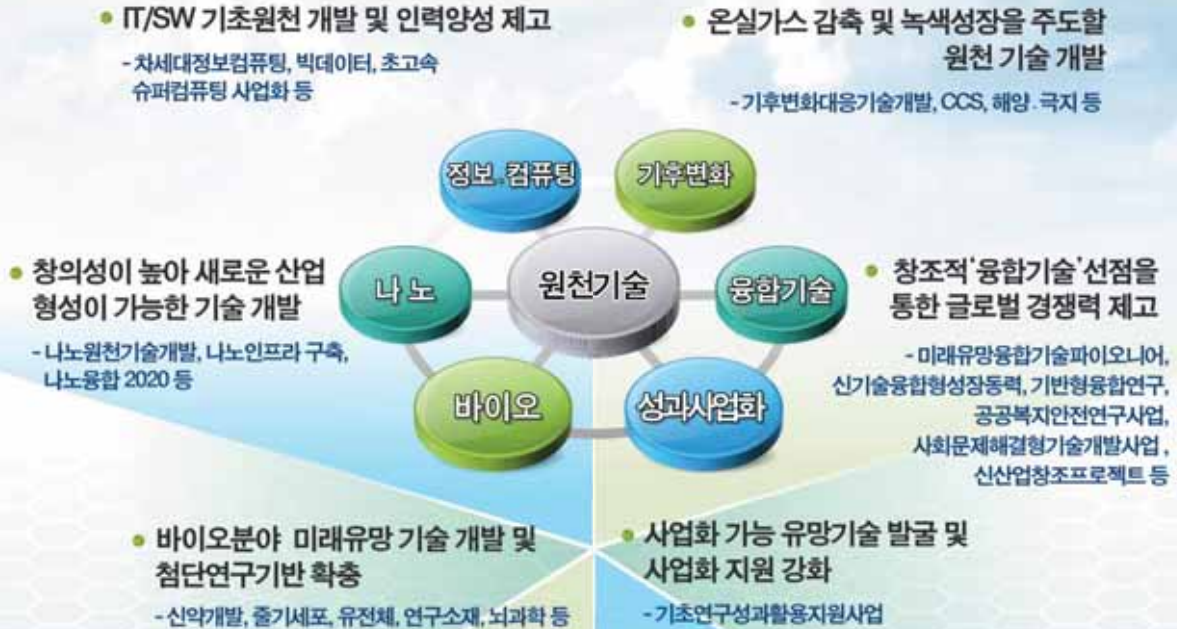 • IT/SW 기초원천 개발 및 인력양성 제고
- 차세대정보컴퓨팅, 빅데이터, 초고속
슈퍼컴퓨팅 사업화 등
• 온실가스 감축 및 녹색성장을 주도할
원천 기술 개발
- 기후변화대응기술개발, CCS, 해양·극지 등
정보·컴퓨팅
기후변화
• 창의성이 높아 새로운 산업
형성이 가능한 기술 개발
- 나노원천기술개발, 나노인프라 구축,
나노융합 2020 등
나노
원천기술
융합기술
• 창조적'융합기술'선점을
통한 글로벌 경쟁력 제고
- 미래유망융합기술파이오니어,
신기술융합형성장동력, 기반형융합연구,
공공복지안전연구사업,
사회문제해결형기술개발사업,
신산업창조프로젝트 등
바이오
성과사업화
• 바이오분야 미래유망 기술 개발 및
첨단연구기반 확충
- 신약개발, 줄기세포, 유전체, 연구소재, 뇌과학 등
• 사업화 가능 유망기술 발굴 및
사업화 지원 강화
- 기초연구성과활용지원사업